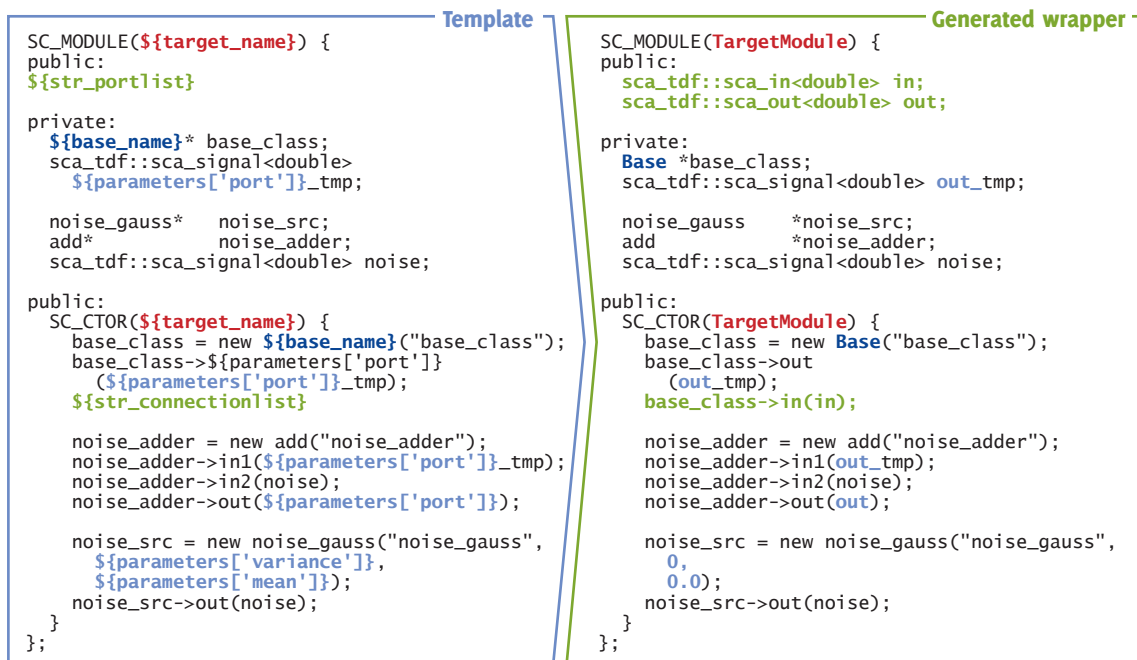 Template
SC_MODULE(${target_name}) {
public:
${str_portlist}
private:
${base_name}* base_class;
sca_tdf::sca_signal<double>
${parameters['port']}_tmp;
noise_gauss* noise_src;
add* noise_adder;
sca_tdf::sca_signal<double> noise;
public:
SC_CTOR(${target_name}) {
base_class = new ${base_name}("base_class");
base_class->${parameters['port']}
(${parameters['port']}_tmp);
${str_connectionlist}
noise_adder = new add("noise_adder");
noise_adder->in1(${parameters['port']}_tmp);
noise_adder->in2(noise);
noise_adder->out(${parameters['port']});
noise_src = new noise_gauss("noise_gauss",
${parameters['variance']},
${parameters['mean']});
noise_src->out(noise);
}
};
Generated wrapper
SC_MODULE(TargetModule) {
public:
sca_tdf::sca_in<double> in;
sca_tdf::sca_out<double> out;
private:
Base *base_class;
sca_tdf::sca_signal<double> out_tmp;
noise_gauss *noise_src;
add *noise_adder;
sca_tdf::sca_signal<double> noise;
public:
SC_CTOR(TargetModule) {
base_class = new Base("base_class");
base_class->out
(out_tmp);
base_class->in(in);
noise_adder = new add("noise_adder");
noise_adder->in1(out_tmp);
noise_adder->in2(noise);
noise_adder->out(out);
noise_src = new noise_gauss("noise_gauss",
0,
0.0);
noise_src->out(noise);
}
};